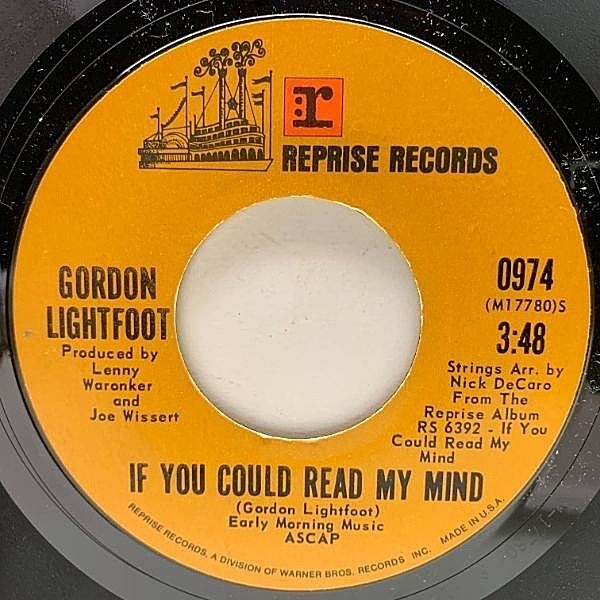 r
REPRISE RECORDS
GORDON
LIGHTFOOT
Produced by
Lenny
Waronker
and
Joe Wissert
0974
(M17780)S
3:48
Strings Arr. by
Nick DeCaro
From The
Reprise Album
RS 6392 - If You
Could Read My
Mind
IF YOU COULD READ MY MIND
(Gordon Lightfoot)
Early Morning Music
ASCAP
REPRISE RECORDS, A DIVISION OF WARNER BROS. RECORDS INC. MADE IN U.S.A.